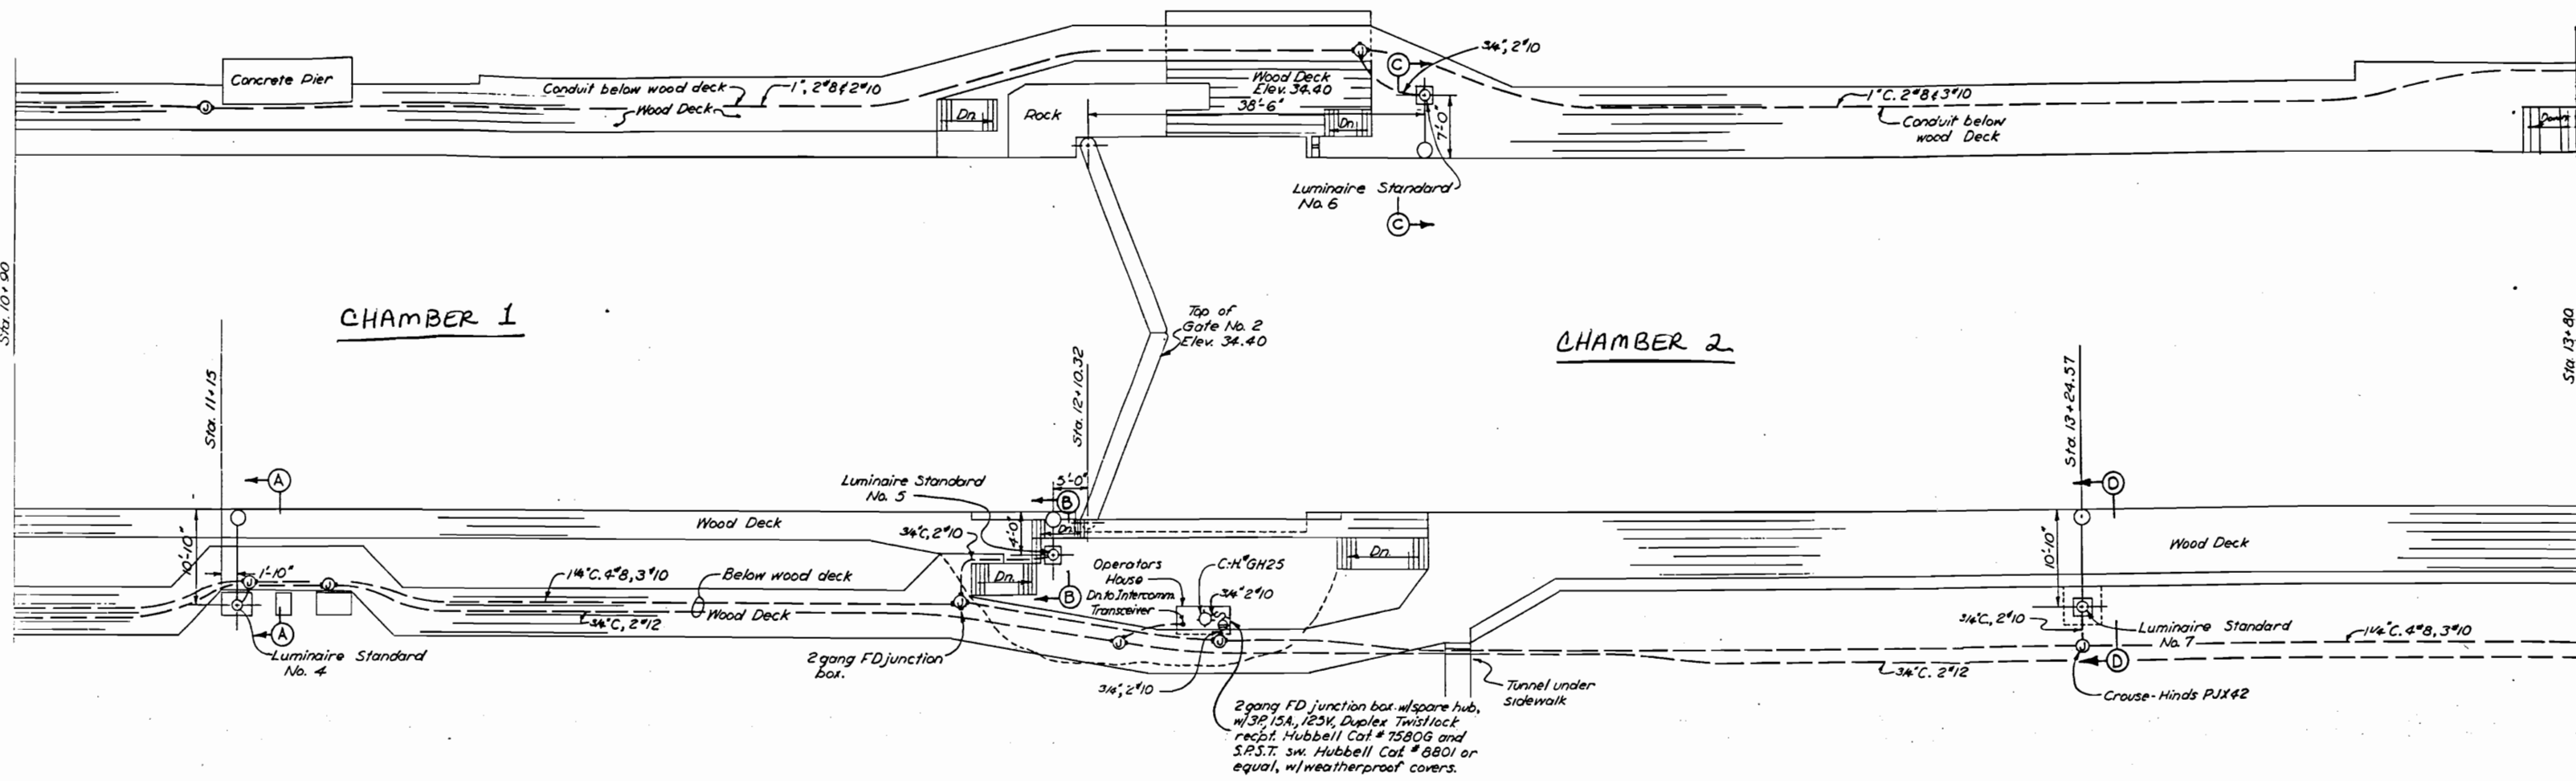 Concrete Pier
Conduit below wood deck
1", 2#8 & 2#10
Wood Deck
Dn.
Rock
Wood Deck
Elev. 34.40
38'-6"
Dn.
C
3/4", 2#10
7'-0"
1"C. 2#8 & 3#10
Conduit below
wood Deck
Down
Luminaire Standard
No. 6
C
Sta. 10+90
CHAMBER 1
Top of
Gate No. 2
Elev. 34.40
CHAMBER 2
Sta. 13+80
Sta. 11+15
Sta. 12+10.32
Sta. 13+24.57
A
Luminaire Standard
No. 5
5'-0"
B
D
Wood Deck
Dn.
4'-0"
3/4"C, 2#10
10'-10"
1'-10"
J
J
1 1/4"C. 4#8, 3#10
Below wood deck
3/4"C, 2#12
Wood Deck
Dn.
B
Operators
House
Dn. to Intercomm.
Transceiver
C-H #GH25
3/4" 2#10
Dn.
Wood Deck
10'-10"
3/4"C, 2#10
Luminaire Standard
No. 7
1 1/4"C. 4#8, 3#10
A
Luminaire Standard
No. 4
2 gang FD junction
box.
J
J
J
J
D
3/4", 2#10
3/4"C. 2#12
Tunnel under
sidewalk
Crouse-Hinds PJX42
2 gang FD junction box w/spare hub,
w/3P, 15A., 125V, Duplex Twistlock
recpt. Hubbell Cat. # 7580G and
S.P.S.T. sw. Hubbell Cat. # 8801 or
equal, w/weatherproof covers.